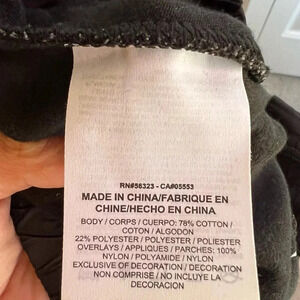 RN#56323 - CA#05553
MADE IN CHINA/FABRIQUE EN
CHINE/HECHO EN CHINA
BODY / CORPS / CUERPO: 78% COTTON /
COTON / ALGODON
22% POLYESTER / POLYESTER / POLIESTER
OVERLAYS / APPLIQUES / PARCHES: 100%
NYLON / POLYAMIDE / NYLON
EXCLUSIVE OF DECORATION / DECORATION
NON COMPRISE / NO INCLUYE LA
DECORACION